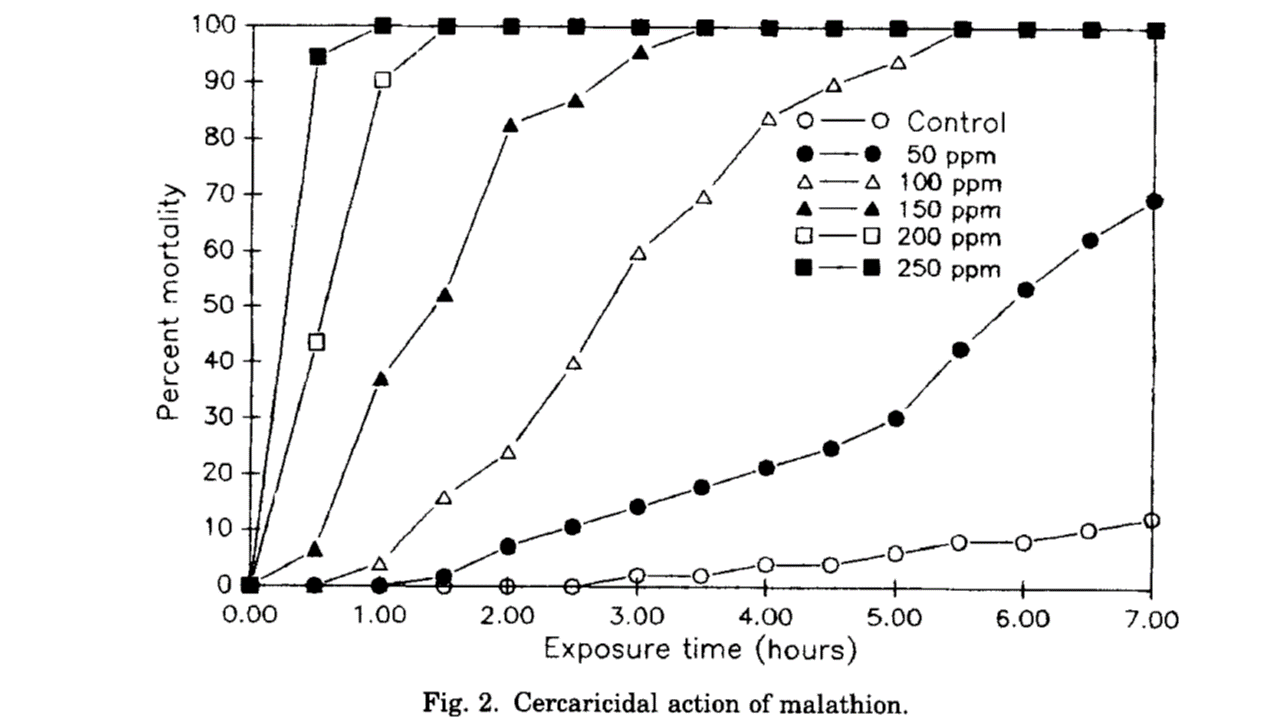 100
90
80
70
60
50
40
30
20
10
0
Percent mortality
Control
50 ppm
100 ppm
150 ppm
200 ppm
250 ppm
0.00 1.00 2.00 3.00 4.00 5.00 6.00 7.00
Exposure time (hours)
Fig. 2. Cercaricidal action of malathion.